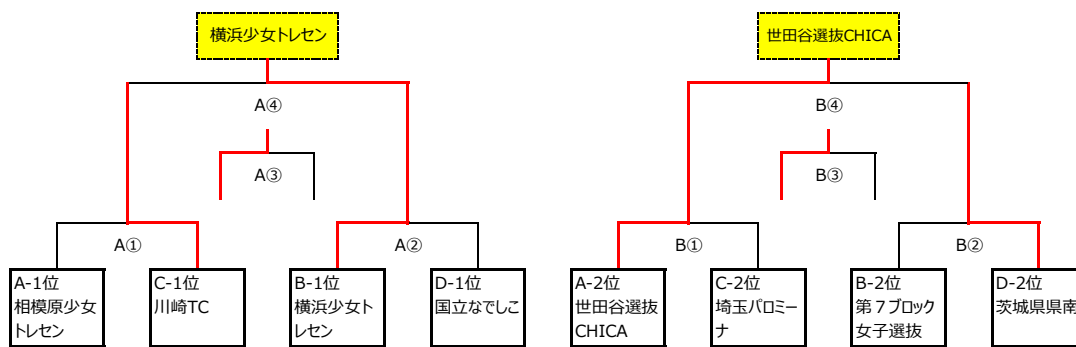 横浜少女トレセン
世田谷選抜CHICA
A④
B④
A③
B③
A①
A②
B①
B②
A-1位
相模原少女
トレセン
C-1位
川崎TC
B-1位
横浜少女ト
レセン
D-1位
国立なでしこ
A-2位
世田谷選抜
CHICA
C-2位
埼玉パロミー
ナ
B-2位
第７ブロック
女子選抜
D-2位
茨城県県南